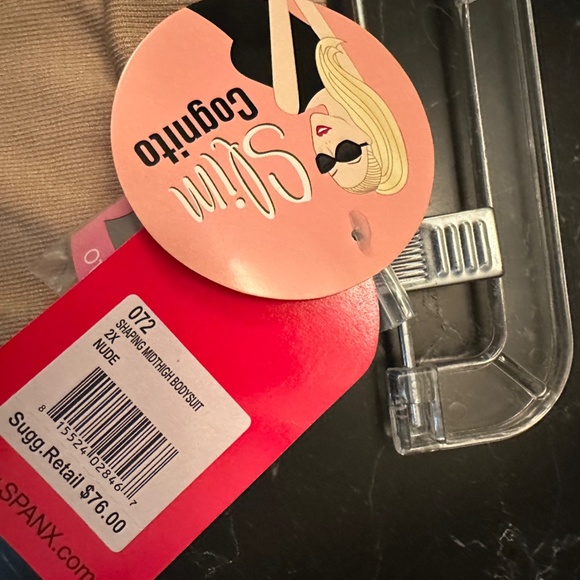 Slim
Cognito
072
SHAPING MIDTHIGH BODYSUIT
2X
NUDE
8 15524 02846 7
Sugg.Retail $76.00
.SPANX.com